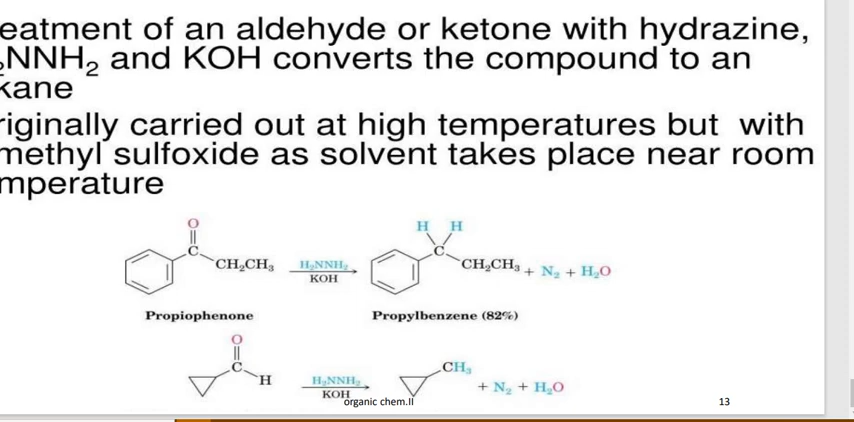 eatment of an aldehyde or ketone with hydrazine,
₂NNH₂ and KOH converts the compound to an
kane
riginally carried out at high temperatures but with
methyl sulfoxide as solvent takes place near room
mperature
O
C
CH₂CH₃
H₂NNH₂
KOH
H H
C
CH₂CH₃ + N₂ + H₂O
Propiophenone
Propylbenzene (82%)
O
C
H
H₂NNH₂
KOH
CH₃
+ N₂ + H₂O
organic chem.II
13